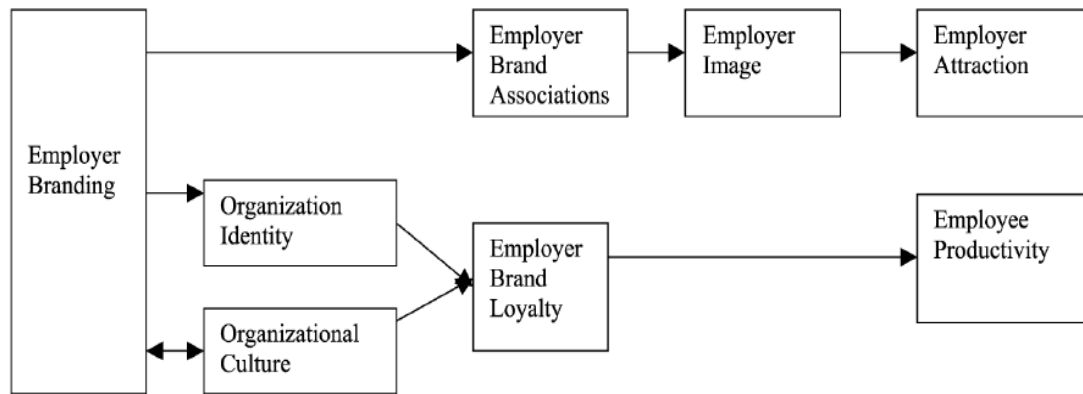 Employer
Branding
Employer
Brand
Associations
Employer
Image
Employer
Attraction
Organization
Identity
Organizational
Culture
Employer
Brand
Loyalty
Employee
Productivity